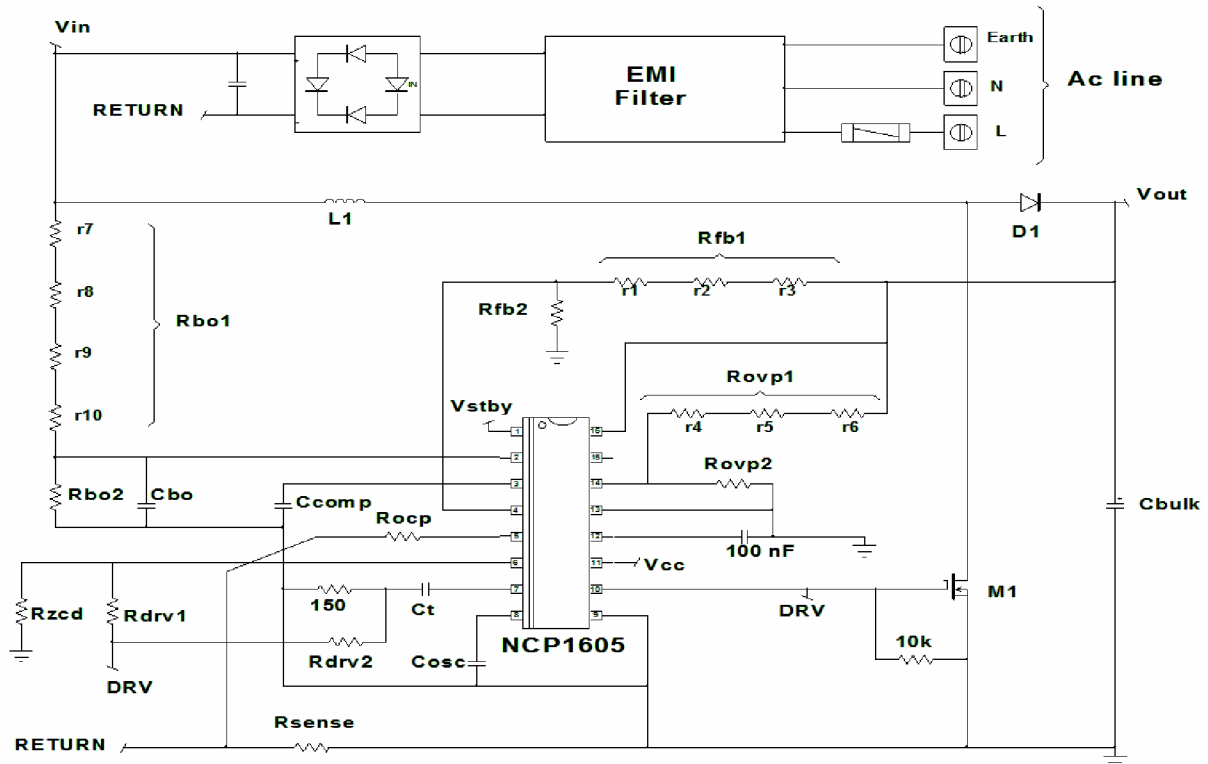 Vin
RETURN
IN
EMI
Filter
Earth
N
L
Ac line
L1
D1
Vout
r7
r8
r9
r10
Rbo1
Rfb1
r1
r2
r3
Rfb2
Rovp1
r4
r5
r6
Vstby
Rovp2
Rbo2
Cbo
Ccomp
Rocp
Cbulk
1
2
3
4
5
6
7
8
16
15
14
13
12
11
10
9
100 nF
Vcc
Rzcd
Rdrv1
150
Ct
DRV
M1
Rdrv2
Cosc
NCP1605
10k
DRV
Rsense
RETURN